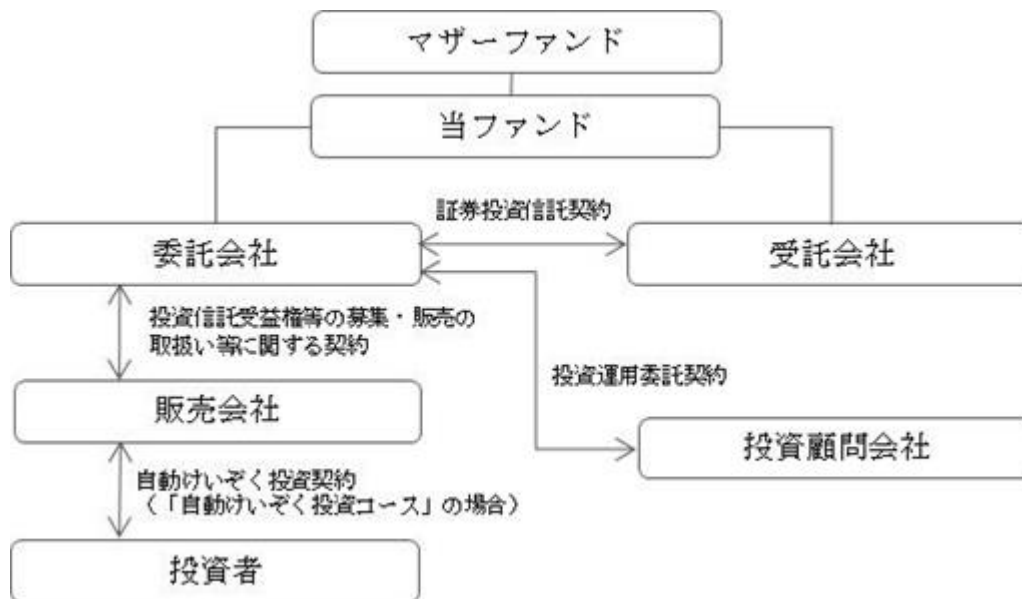 マザーファンド
当ファンド
証券投資信託契約
委託会社
受託会社
投資信託受益権等の募集・販売の
取扱い等に関する契約
投資運用委託契約
販売会社
投資顧問会社
自動けいぞく投資契約
(「自動けいぞく投資コース」の場合)
投資者